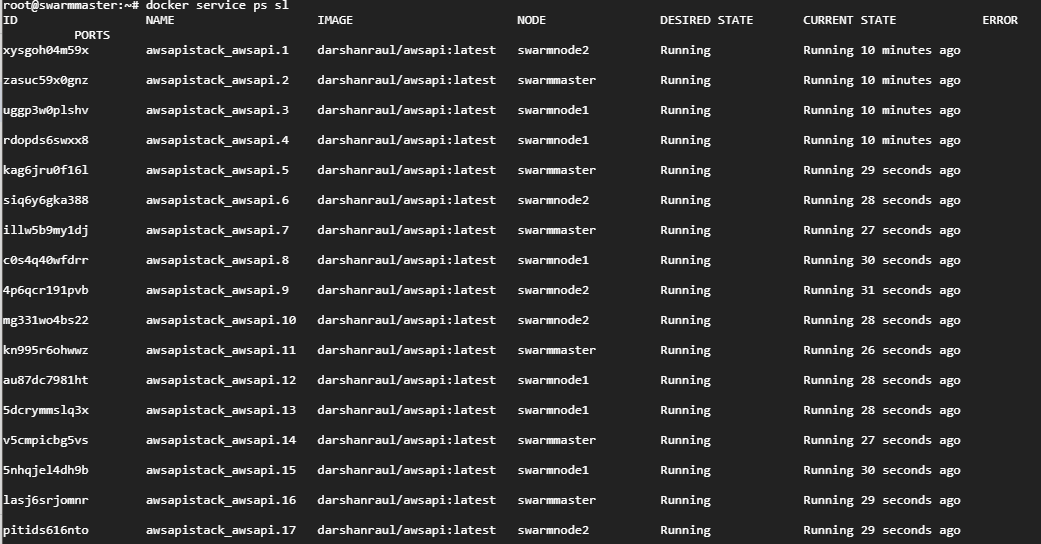 root@swarmmaster:~# docker service ps sl
ID NAME IMAGE NODE DESIRED STATE CURRENT STATE ERROR
PORTS
xysgoh04m59x awsapistack_awsapi.1 darshanraul/awsapi:latest swarmnode2 Running Running 10 minutes ago
zasuc59x0gnz awsapistack_awsapi.2 darshanraul/awsapi:latest swarmmaster Running Running 10 minutes ago
uggp3w0plshv awsapistack_awsapi.3 darshanraul/awsapi:latest swarmnode1 Running Running 10 minutes ago
rdopds6swxx8 awsapistack_awsapi.4 darshanraul/awsapi:latest swarmnode1 Running Running 10 minutes ago
kag6jru0f16l awsapistack_awsapi.5 darshanraul/awsapi:latest swarmmaster Running Running 29 seconds ago
siq6y6gka388 awsapistack_awsapi.6 darshanraul/awsapi:latest swarmnode2 Running Running 28 seconds ago
illw5b9my1dj awsapistack_awsapi.7 darshanraul/awsapi:latest swarmmaster Running Running 27 seconds ago
c0s4q40wfdrr awsapistack_awsapi.8 darshanraul/awsapi:latest swarmnode1 Running Running 30 seconds ago
4p6qcr191pvb awsapistack_awsapi.9 darshanraul/awsapi:latest swarmnode2 Running Running 31 seconds ago
mg331wo4bs22 awsapistack_awsapi.10 darshanraul/awsapi:latest swarmnode2 Running Running 28 seconds ago
kn995r6ohwwz awsapistack_awsapi.11 darshanraul/awsapi:latest swarmmaster Running Running 26 seconds ago
au87dc7981ht awsapistack_awsapi.12 darshanraul/awsapi:latest swarmnode1 Running Running 28 seconds ago
5dcrymmslq3x awsapistack_awsapi.13 darshanraul/awsapi:latest swarmnode1 Running Running 28 seconds ago
v5cmpicbg5vs awsapistack_awsapi.14 darshanraul/awsapi:latest swarmmaster Running Running 27 seconds ago
5nhqjel4dh9b awsapistack_awsapi.15 darshanraul/awsapi:latest swarmnode1 Running Running 30 seconds ago
lasj6srjomnr awsapistack_awsapi.16 darshanraul/awsapi:latest swarmmaster Running Running 29 seconds ago
pitids616nto awsapistack_awsapi.17 darshanraul/awsapi:latest swarmnode2 Running Running 29 seconds ago